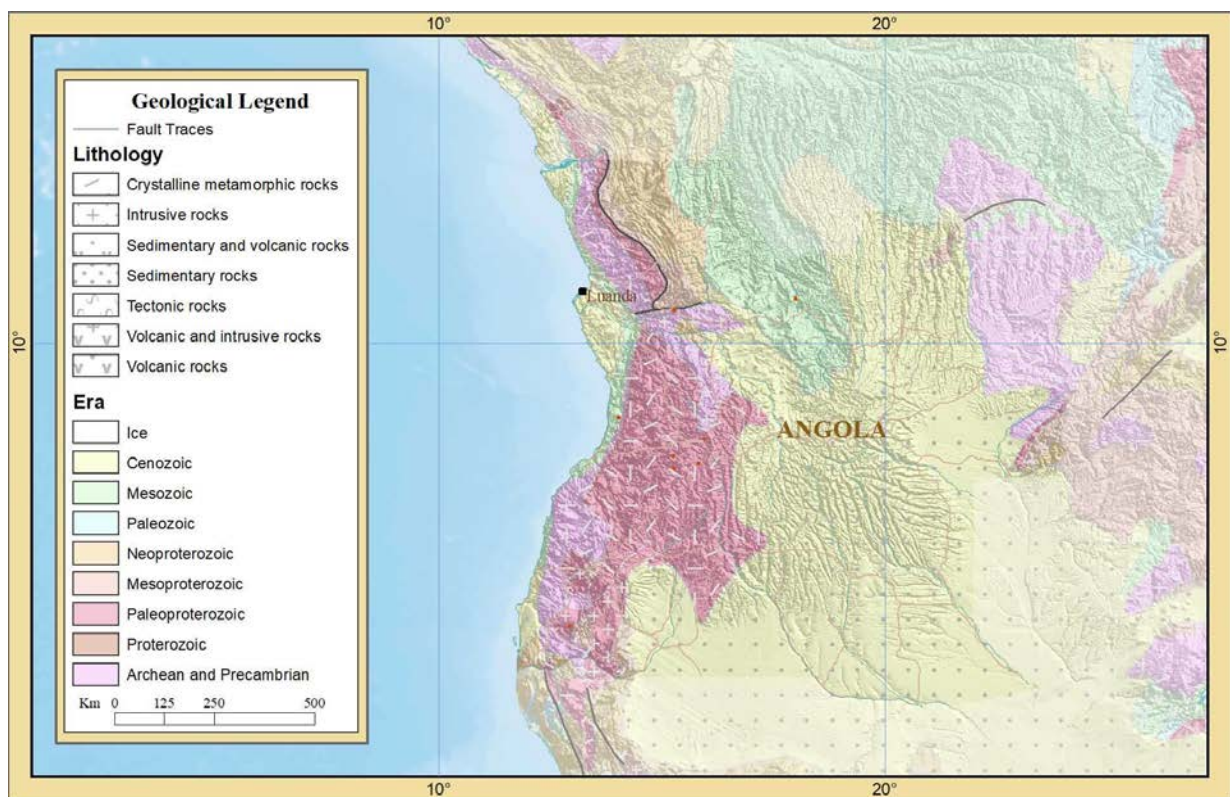 10°
20°
Geological Legend
Fault Traces
Lithology
Crystalline metamorphic rocks
Intrusive rocks
Sedimentary and volcanic rocks
Sedimentary rocks
Tectonic rocks
Volcanic and intrusive rocks
Volcanic rocks
Era
Ice
Cenozoic
Mesozoic
Paleozoic
Neoproterozoic
Mesoproterozoic
Paleoproterozoic
Proterozoic
Archean and Precambrian
Km 0 125 250 500
Luanda
10°
10°
ANGOLA
10°
20°